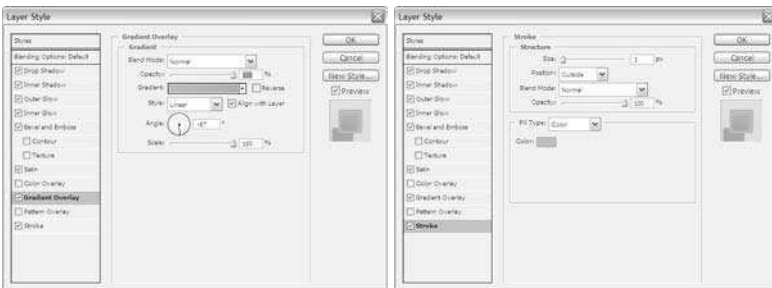 Layer Style
Styles
Blending Options: Default
Drop Shadow
Inner Shadow
Outer Glow
Inner Glow
Bevel and Emboss
Contour
Texture
Satin
Color Overlay
Gradient Overlay
Pattern Overlay
Stroke
Gradient Overlay
Gradient
Blend Mode: Normal
Opacity: %
Gradient: Reverse
Style: Linear Align with Layer
Angle: °
Scale: 100 %
OK
Cancel
New Style...
Preview
Layer Style
Styles
Blending Options: Default
Drop Shadow
Inner Shadow
Outer Glow
Inner Glow
Bevel and Emboss
Contour
Texture
Satin
Color Overlay
Gradient Overlay
Pattern Overlay
Stroke
Stroke
Structure
Size: px
Position: Outside
Blend Mode: Normal
Opacity: 100 %
Fill Type: Color
Color:
OK
Cancel
New Style...
Preview